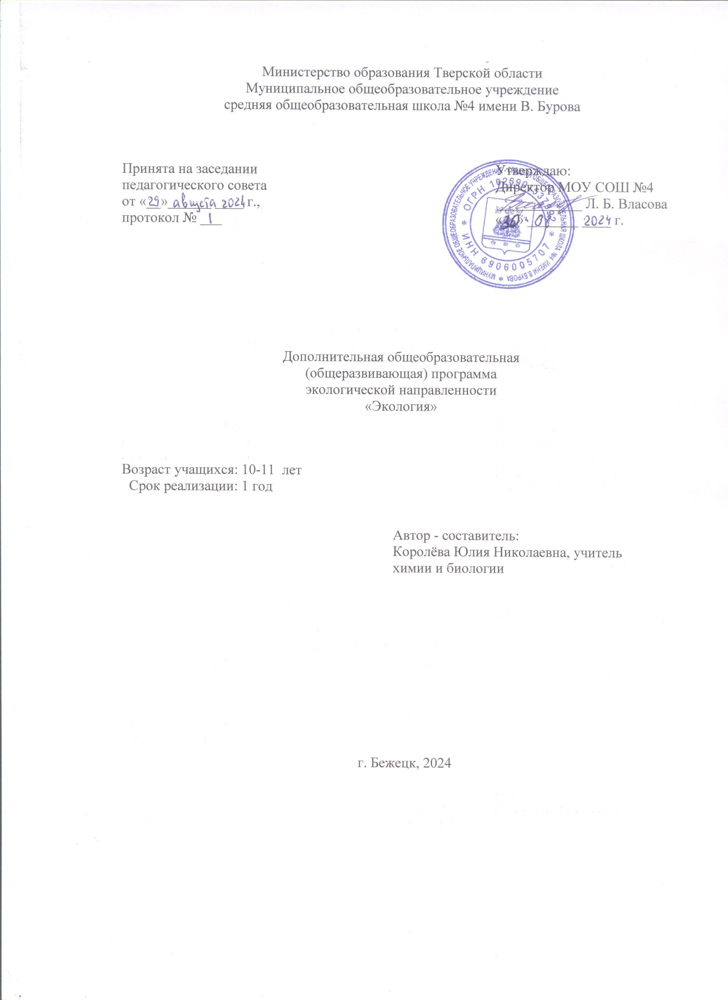 Министерство образования Тверской области
Муниципальное общеобразовательное учреждение
средняя общеобразовательная школа №4 имени В. Бурова
Принята на заседании
педагогического совета
от «29» августа 2024 г.,
протокол № 1
Утверждаю:
Директор МОУ СОШ №4
Л. Б. Власова
«30» 08 2024 г.
МУНИЦИПАЛЬНОЕ ОБЩЕОБРАЗОВАТЕЛЬНОЕ УЧРЕЖДЕНИЕ - СРЕДНЯЯ ОБЩЕОБРАЗОВАТЕЛЬНАЯ ШКОЛА №4 ИМЕНИ В.БУРОВА *
* ИНН 6906005707 *
ОГРН
Дополнительная общеобразовательная
(общеразвивающая) программа
экологической направленности
«Экология»
Возраст учащихся: 10-11 лет
Срок реализации: 1 год
Автор - составитель:
Королёва Юлия Николаевна, учитель
химии и биологии
г. Бежецк, 2024